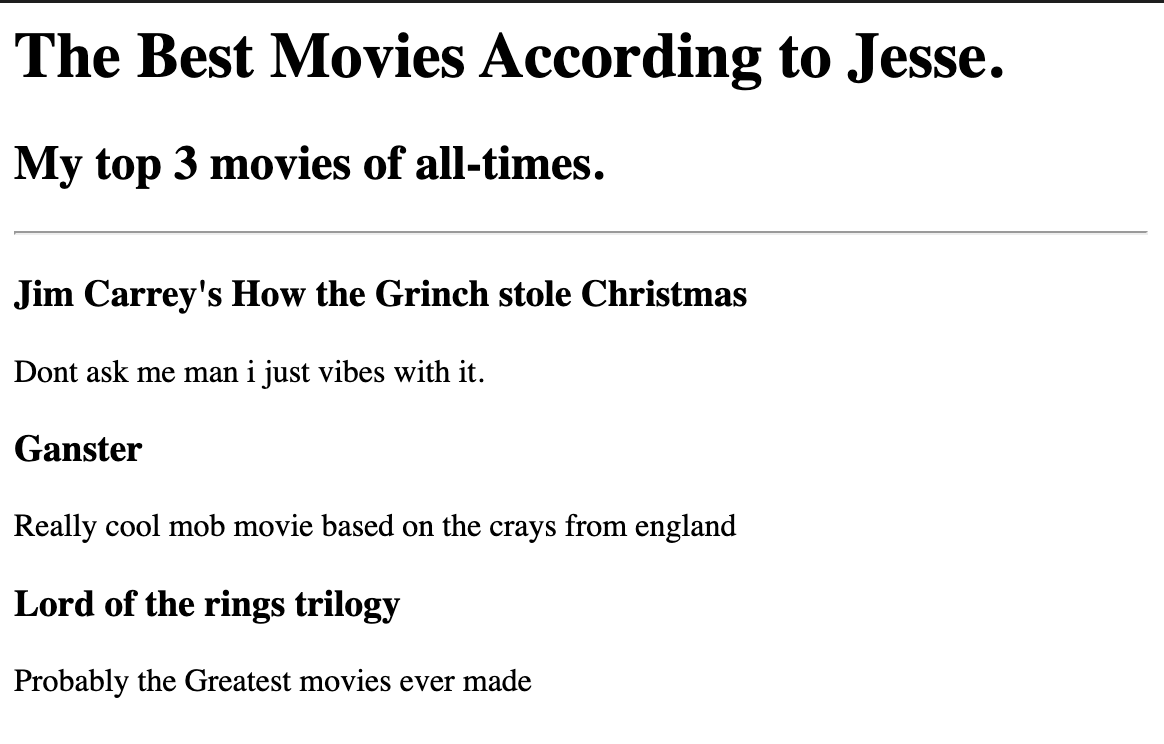 The Best Movies According to Jesse.
My top 3 movies of all-times.
Jim Carrey's How the Grinch stole Christmas
Dont ask me man i just vibes with it.
Ganster
Really cool mob movie based on the crays from england
Lord of the rings trilogy
Probably the Greatest movies ever made